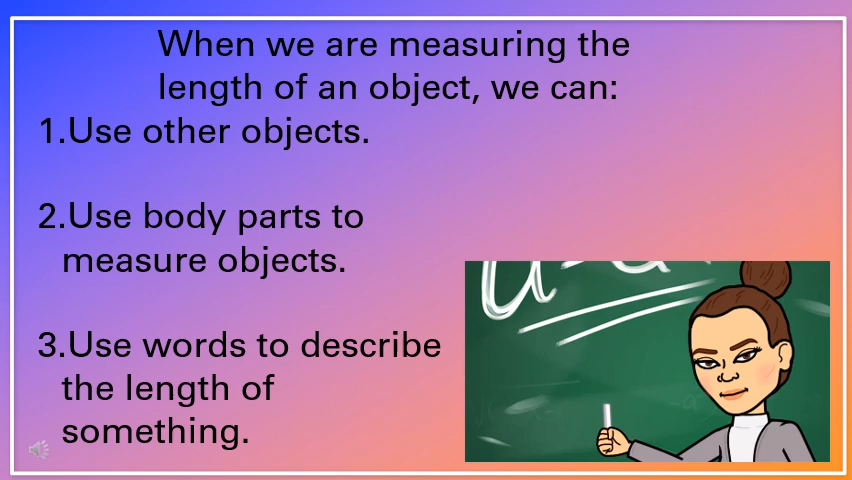 When we are measuring the
length of an object, we can:
1.Use other objects.
2.Use body parts to
measure objects.
3.Use words to describe
the length of
something.